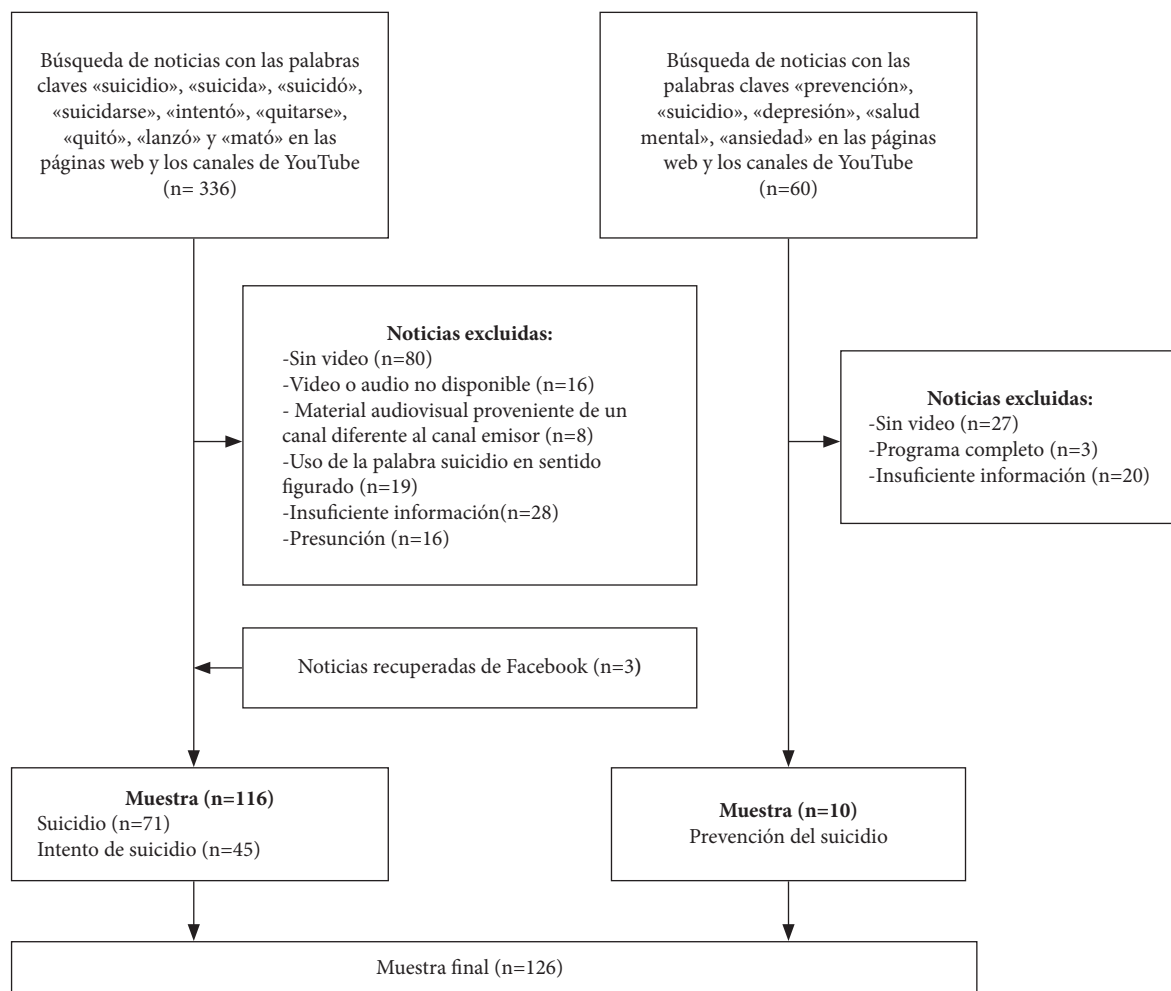 Búsqueda de noticias con las palabras
claves «suicidio», «suicida», «suicidó»,
«suicidarse», «intentó», «quitarse»,
«quitó», «lanzó» y «mató» en las
páginas web y los canales de YouTube
(n= 336)
Búsqueda de noticias con las
palabras claves «prevención»,
«suicidio», «depresión», «salud
mental», «ansiedad» en las páginas
web y los canales de YouTube
(n=60)
Noticias excluidas:
-Sin video (n=80)
-Video o audio no disponible (n=16)
- Material audiovisual proveniente de un
canal diferente al canal emisor (n=8)
-Uso de la palabra suicidio en sentido
figurado (n=19)
-Insuficiente información(n=28)
-Presunción (n=16)
Noticias excluidas:
-Sin video (n=27)
-Programa completo (n=3)
-Insuficiente información (n=20)
Noticias recuperadas de Facebook (n=3)
Muestra (n=116)
Suicidio (n=71)
Intento de suicidio (n=45)
Muestra (n=10)
Prevención del suicidio
Muestra final (n=126)